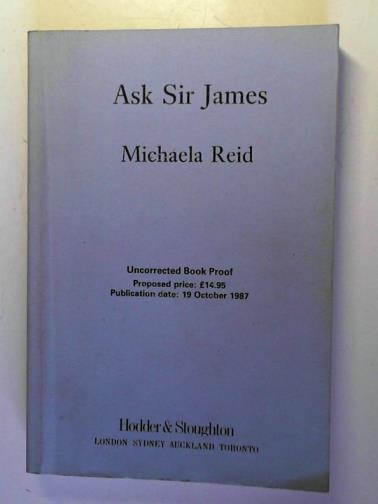 Ask Sir James
Michaela Reid
Uncorrected Book Proof
Proposed price: £14.95
Publication date: 19 October 1987
Hodder & Stoughton
LONDON SYDNEY AUCKLAND TORONTO